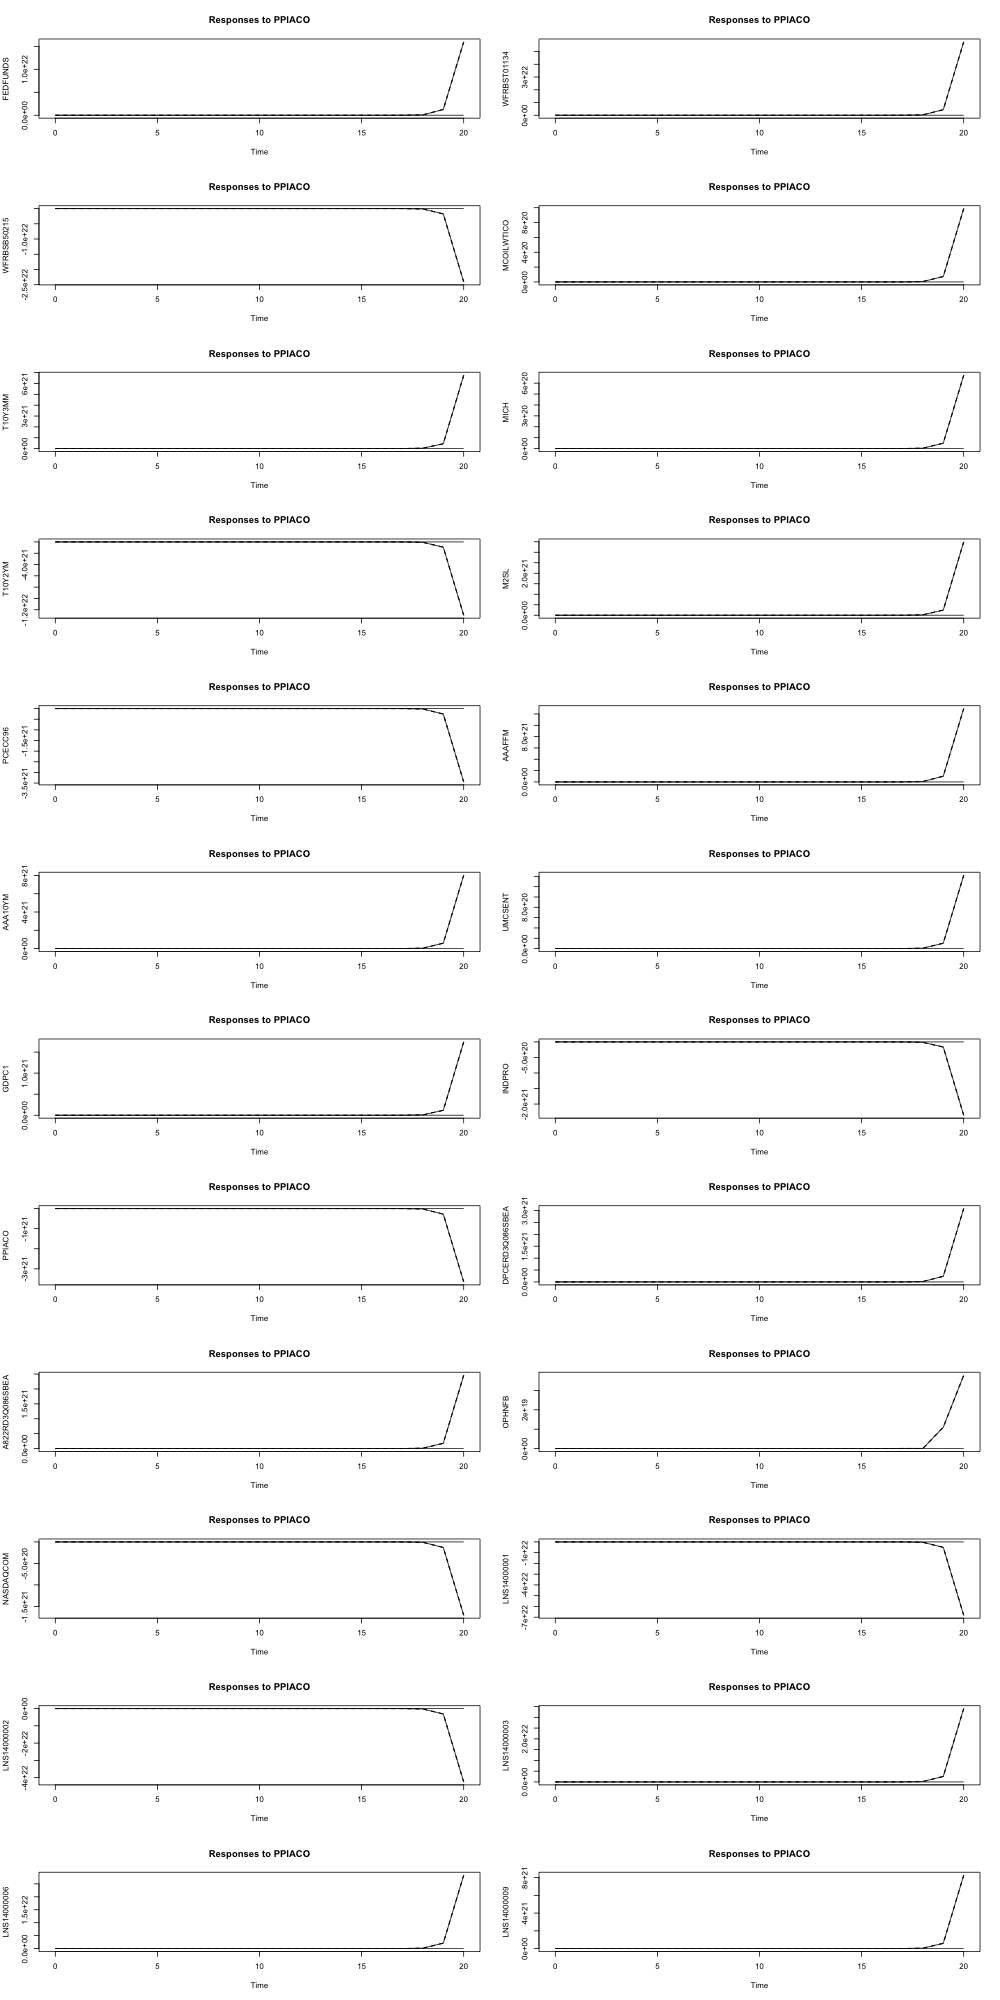 Responses to PPIACO
FEDFUNDS
0.0e+00 1.0e+22
0 5 10 15 20
Time
Responses to PPIACO
WFRBST01134
0e+00 3e+22
0 5 10 15 20
Time
Responses to PPIACO
WFRBSB50215
-2.5e+22 -1.0e+22
0 5 10 15 20
Time
Responses to PPIACO
MCOILWTICO
0e+00 4e+20 8e+20
0 5 10 15 20
Time
Responses to PPIACO
T10Y3MM
0e+00 3e+21 6e+21
0 5 10 15 20
Time
Responses to PPIACO
MICH
0e+00 3e+20 6e+20
0 5 10 15 20
Time
Responses to PPIACO
T10Y2YM
-1.2e+22 -4.0e+21
0 5 10 15 20
Time
Responses to PPIACO
M2SL
0.0e+00 2.0e+21
0 5 10 15 20
Time
Responses to PPIACO
PCECC96
-3.5e+21 -1.5e+21
0 5 10 15 20
Time
Responses to PPIACO
AAAFFM
0.0e+00 8.0e+21
0 5 10 15 20
Time
Responses to PPIACO
AAA10YM
0e+00 4e+21 8e+21
0 5 10 15 20
Time
Responses to PPIACO
UMCSENT
0.0e+00 8.0e+20
0 5 10 15 20
Time
Responses to PPIACO
GDPC1
0.0e+00 1.0e+21
0 5 10 15 20
Time
Responses to PPIACO
INDPRO
-2.0e+21 -5.0e+20
0 5 10 15 20
Time
Responses to PPIACO
PPIACO
-3e+21 -1e+21
0 5 10 15 20
Time
Responses to PPIACO
DPCERD3Q086SBEA
0.0e+00 1.5e+21 3.0e+21
0 5 10 15 20
Time
Responses to PPIACO
A822RD3Q086SBEA
0.0e+00 1.5e+21
0 5 10 15 20
Time
Responses to PPIACO
OPHNFB
0e+00 2e+19
0 5 10 15 20
Time
Responses to PPIACO
NASDAQCOM
-1.5e+21 -5.0e+20
0 5 10 15 20
Time
Responses to PPIACO
LNS14000001
-7e+22 -4e+22 -1e+22
0 5 10 15 20
Time
Responses to PPIACO
LNS14000002
-4e+22 -2e+22 0e+00
0 5 10 15 20
Time
Responses to PPIACO
LNS14000003
0.0e+00 2.0e+22
0 5 10 15 20
Time
Responses to PPIACO
LNS14000006
0.0e+00 1.5e+22
0 5 10 15 20
Time
Responses to PPIACO
LNS14000009
0e+00 4e+21 8e+21
0 5 10 15 20
Time